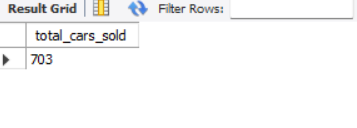 Result Grid Filter Rows:
total_cars_sold
703